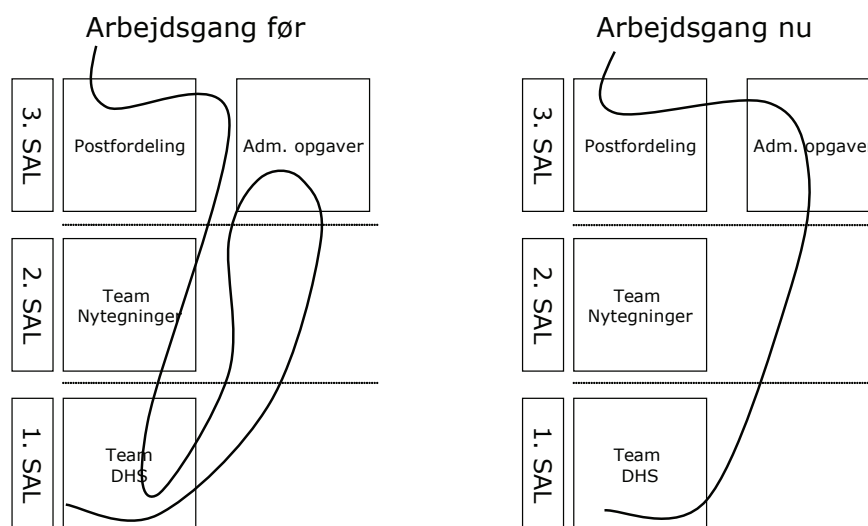 Arbejdsgang før
3. SAL
Postfordeling
Adm. opgaver
2. SAL
Team
Nytegninger
1. SAL
Team
DHS
Arbejdsgang nu
3. SAL
Postfordeling
Adm. opgaver
2. SAL
Team
Nytegninger
1. SAL
Team
DHS